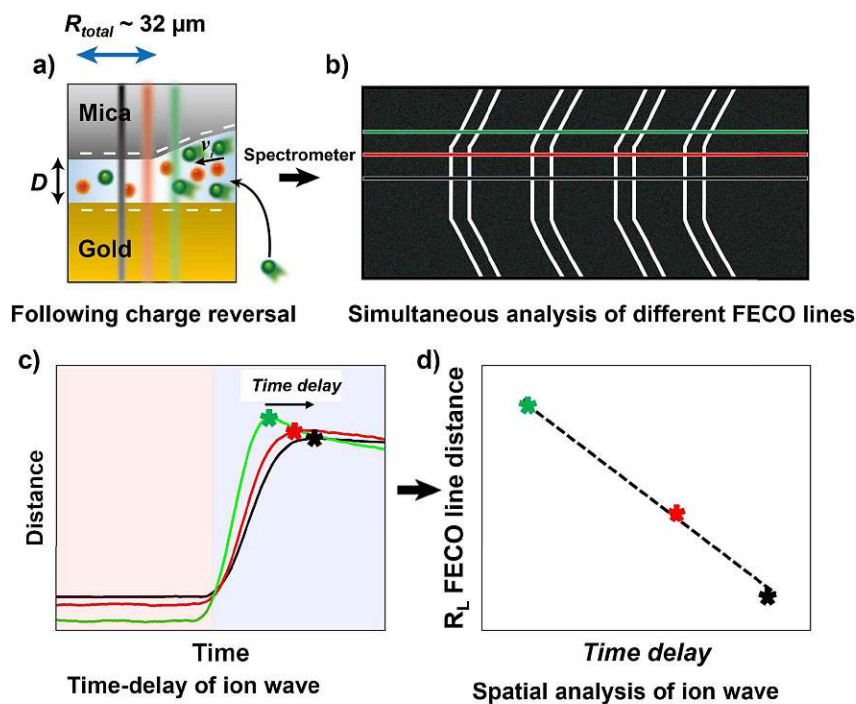 R_total ~ 32 µm
a)
Mica
v_i
D
Gold
Spectrometer
Following charge reversal
b)
Simultaneous analysis of different FECO lines
c)
Time delay
Distance
Time
Time-delay of ion wave
d)
R_L FECO line distance
Time delay
Spatial analysis of ion wave